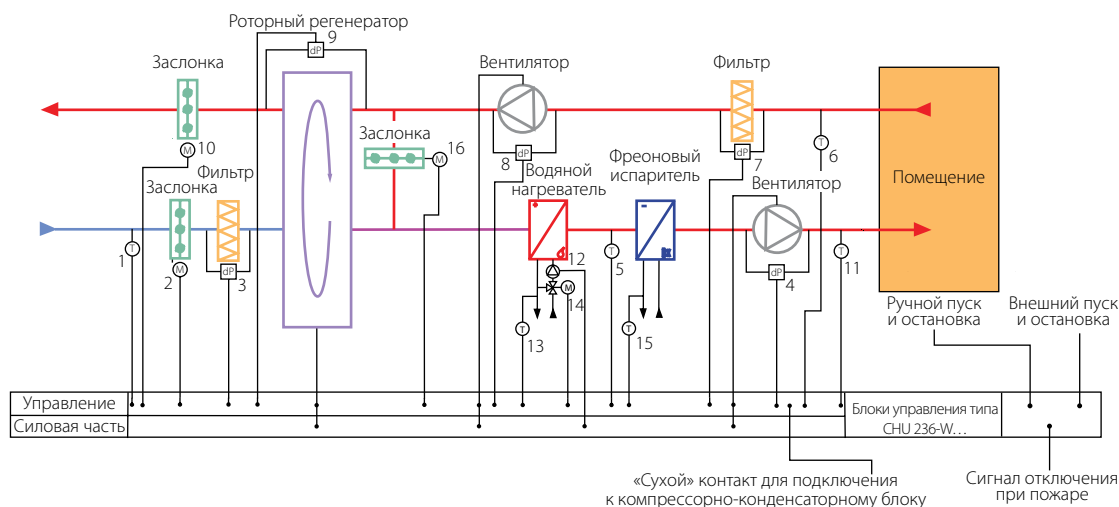 Роторный регенератор
9
dP
Заслонка
Вентилятор
Фильтр
M
10
Заслонка
Фильтр
Заслонка
M
16
8
dP
Водяной
нагреватель
Фреоновый
испаритель
dP
7
Вентилятор
T
6
Помещение
T
1
M
2
dP
3
+
T
5
-
12
M
14
T
13
T
15
dP
4
T
11
Ручной пуск
и остановка
Внешний пуск
и остановка
Управление
Силовая часть
Блоки управления типа
CHU 236-W...
«Сухой» контакт для подключения
к компрессорно-конденсаторному блоку
Сигнал отключения
при пожаре